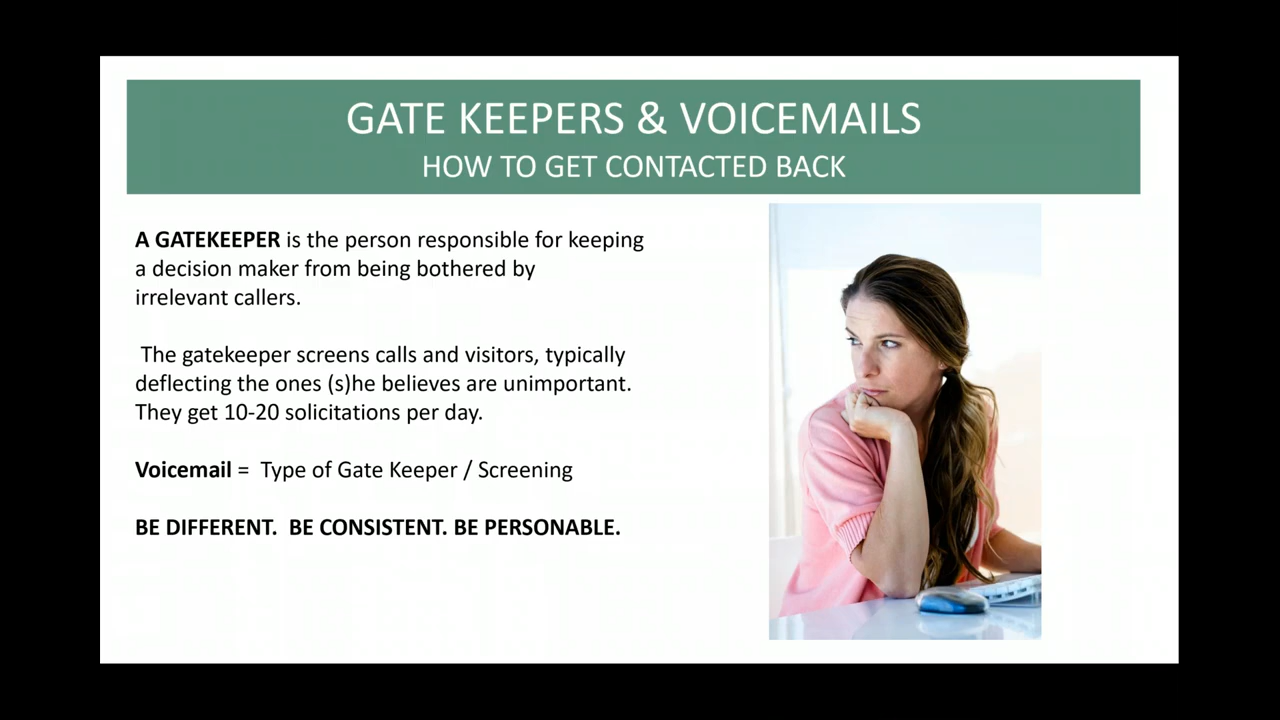 GATE KEEPERS & VOICEMAILS
HOW TO GET CONTACTED BACK
A GATEKEEPER is the person responsible for keeping
a decision maker from being bothered by
irrelevant callers.
The gatekeeper screens calls and visitors, typically
deflecting the ones (s)he believes are unimportant.
They get 10-20 solicitations per day.
Voicemail = Type of Gate Keeper / Screening
BE DIFFERENT. BE CONSISTENT. BE PERSONABLE.